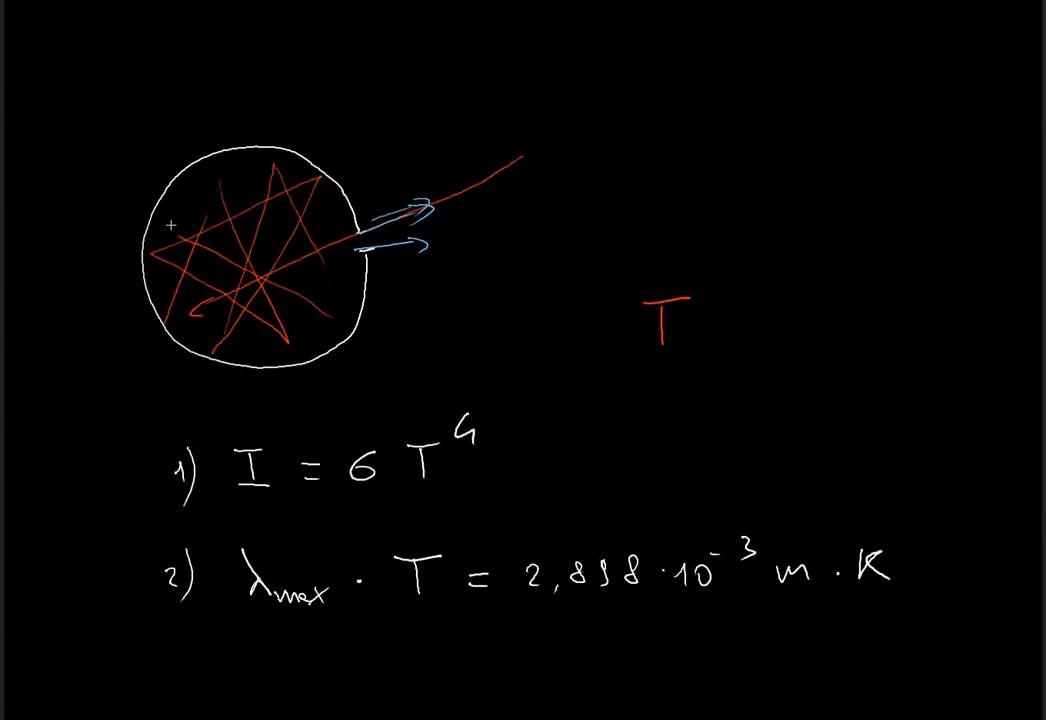 T
1) I = σ T⁴
2) λmax · T = 2,898 · 10⁻³ m · K